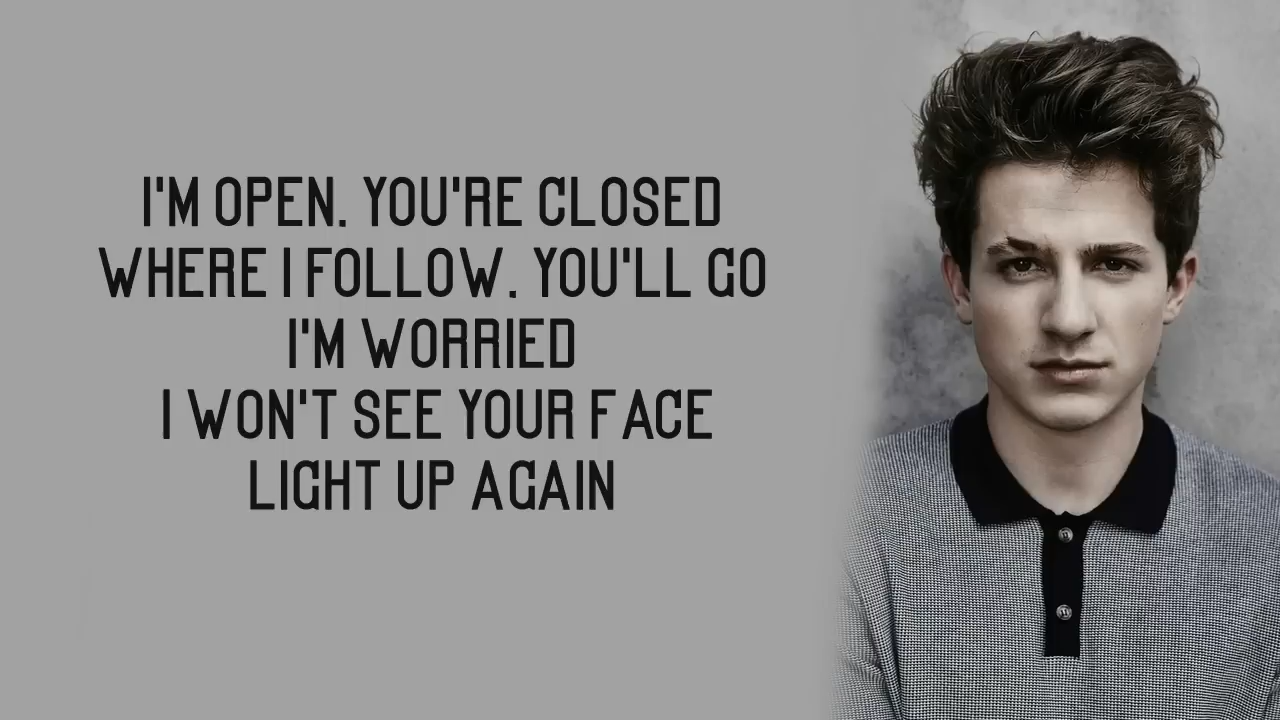 I'M OPEN, YOU'RE CLOSED
WHERE I FOLLOW, YOU'LL GO
I'M WORRIED
I WON'T SEE YOUR FACE
LIGHT UP AGAIN